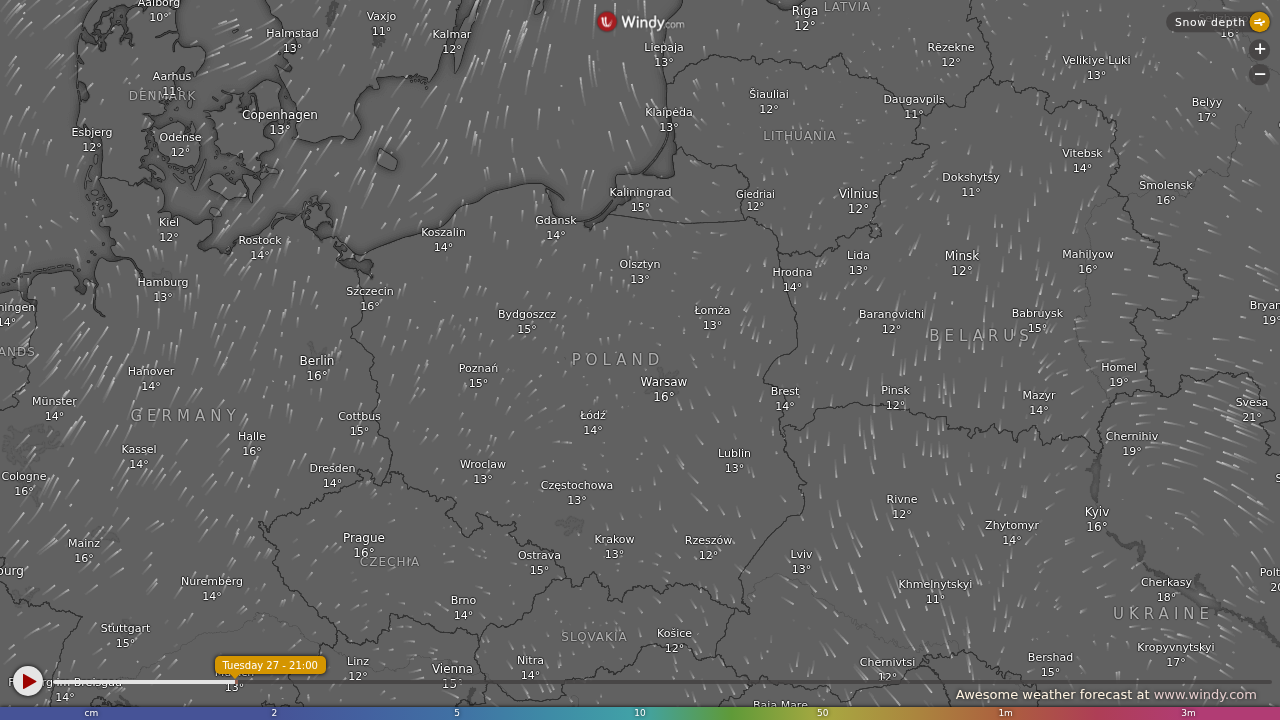 Aalborg
10°
Vaxjo
11°
Windy.com
Riga
12°
LATVIA
Snow depth
16°
Halmstad
13°
Kalmar
12°
Liepaja
13°
Rēzekne
12°
+
Velikiye Luki
13°
−
Aarhus
11°
DENMARK
Šiauliai
12°
Daugavpils
11°
Belyy
17°
Copenhagen
13°
Klaipėda
13°
Esbjerg
12°
Odense
12°
LITHUANIA
Vitebsk
14°
Dokshytsy
11°
Smolensk
16°
Kaliningrad
15°
Giedriai
12°
Vilnius
12°
Kiel
12°
Gdansk
14°
Rostock
14°
Koszalin
14°
Olsztyn
13°
Hrodna
14°
Lida
13°
Minsk
12°
Mahilyow
16°
Hamburg
13°
Szczecin
16°
ningen
14°
Bydgoszcz
15°
Łomża
13°
Baranovichi
12°
Babruysk
15°
Bryan
19°
BELARUS
ANDS
POLAND
Berlin
16°
Hanover
14°
Poznań
15°
Warsaw
16°
Homel
19°
Brest
14°
Pinsk
12°
Mazyr
14°
Münster
14°
GERMANY
Cottbus
15°
Łódź
14°
Svesa
21°
Halle
16°
Kassel
14°
Chernihiv
19°
Lublin
13°
Wroclaw
13°
Dresden
14°
Cologne
16°
Częstochowa
13°
Rivne
12°
Kyiv
16°
Zhytomyr
14°
Mainz
16°
Prague
16°
CZECHIA
Krakow
13°
Rzeszów
12°
Ostrava
15°
Lviv
13°
burg
Nuremberg
14°
Khmelnytskyi
11°
Cherkasy
18°
Polt
20
Brno
14°
UKRAINE
Stuttgart
15°
SLOVAKIA
Košice
12°
Kropyvnytskyi
17°
Tuesday 27 - 21:00
Linz
12°
Vienna
15°
Nitra
14°
Chernivtsi
12°
Bershad
15°
14°
13°
Awesome weather forecast at www.windy.com
Baia Mare
cm 2 5 10 50 1m 3m